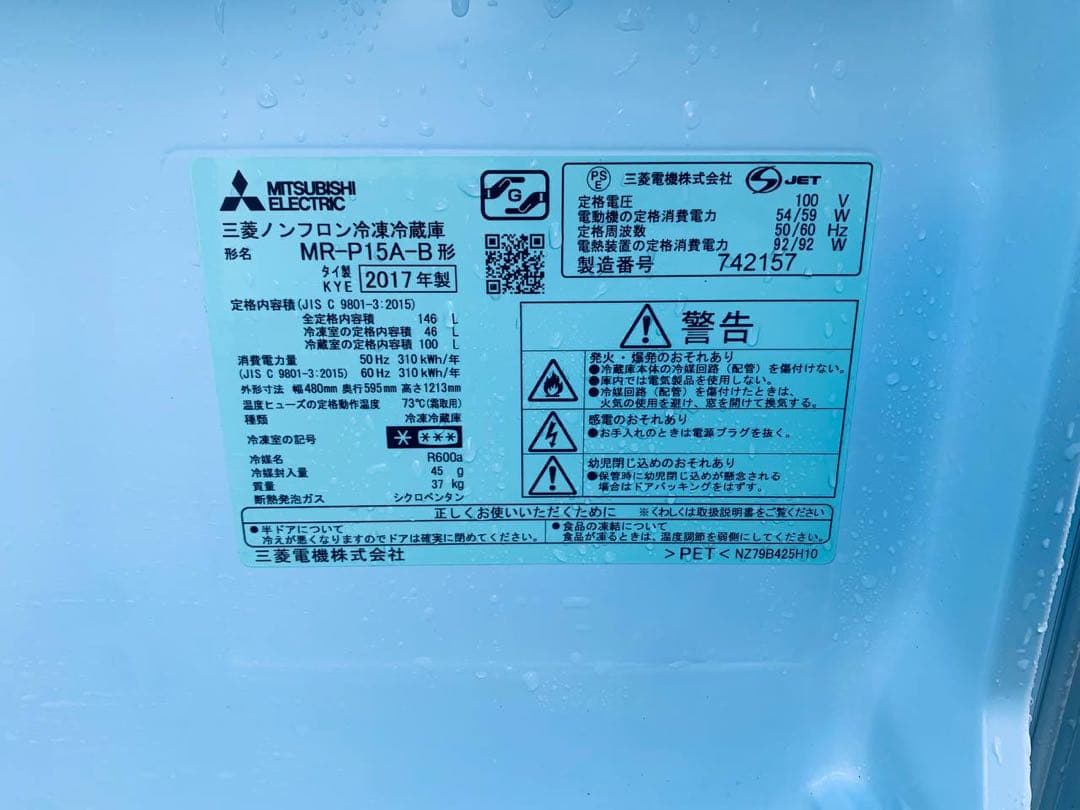 MITSUBISHI
ELECTRIC
G
三菱ノンフロン冷凍冷蔵庫
形名 MR-P15A-B 形
タイ製
KYE 2017年製
定格内容積(JIS C 9801-3:2015)
全定格内容積 146 L
冷凍室の定格内容積 46 L
冷蔵室の定格内容積 100 L
消費電力量 50 Hz 310 kWh/年
(JIS C 9801-3:2015) 60 Hz 310 kWh/年
外形寸法 幅480mm 奥行595mm 高さ1213mm
温度ヒューズの定格動作温度 73℃(霜取用)
種類 冷凍冷蔵庫
冷凍室の記号 * ***
冷媒名 R600a
冷媒封入量 45 g
質量 37 kg
断熱発泡ガス シクロペンタン
PSE 三菱電機株式会社 S JET
定格電圧 100 V
電動機の定格消費電力 54/59 W
定格周波数 50/60 Hz
電熱装置の定格消費電力 92/92 W
製造番号 742157
警告
発火・爆発のおそれあり
●冷蔵庫本体の冷媒回路(配管)を傷付けない。
●庫内では電気製品を使用しない。
●冷媒回路(配管)を傷付けたときは、
火気の使用を避け、窓を開けて換気する。
感電のおそれあり
●お手入れのときは電源プラグを抜く。
幼児閉じ込めのおそれあり
●保管時に幼児閉じ込めが懸念される
場合はドアパッキングをはずす。
正しくお使いいただくために ※くわしくは取扱説明書をご覧ください
●半ドアについて
冷えが悪くなりますのでドアは確実に閉めてください。
●食品の凍結について
食品が凍るときは、温度調節を弱側にしてください。
三菱電機株式会社 >PET< NZ79B425H10